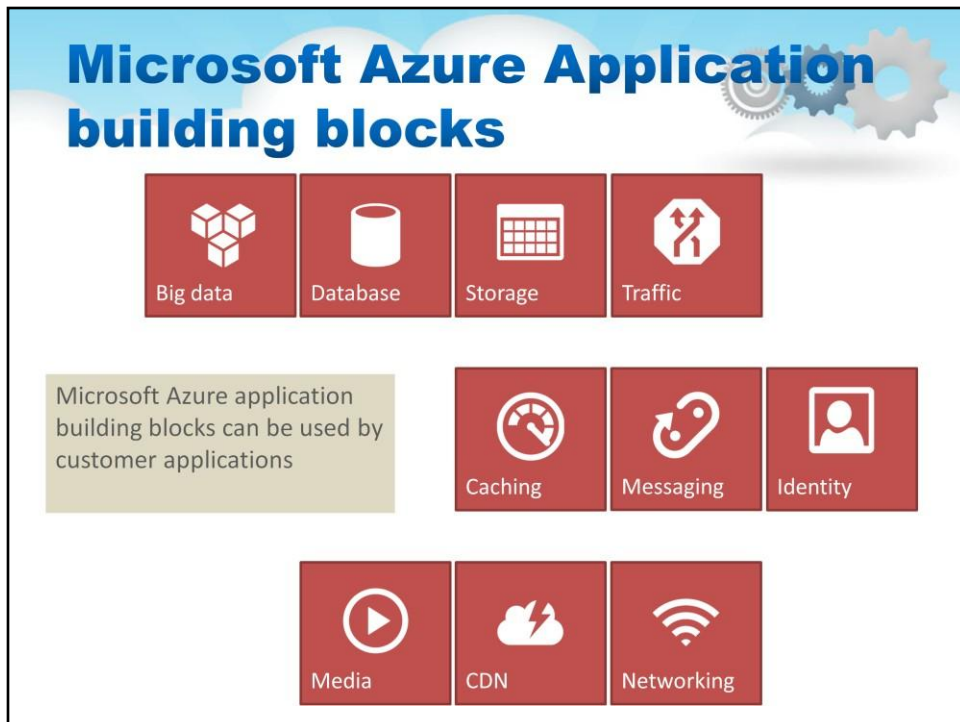 Microsoft Azure Application
building blocks
Big data
Database
Storage
Traffic
Microsoft Azure application
building blocks can be used by
customer applications
Caching
Messaging
Identity
Media
CDN
Networking